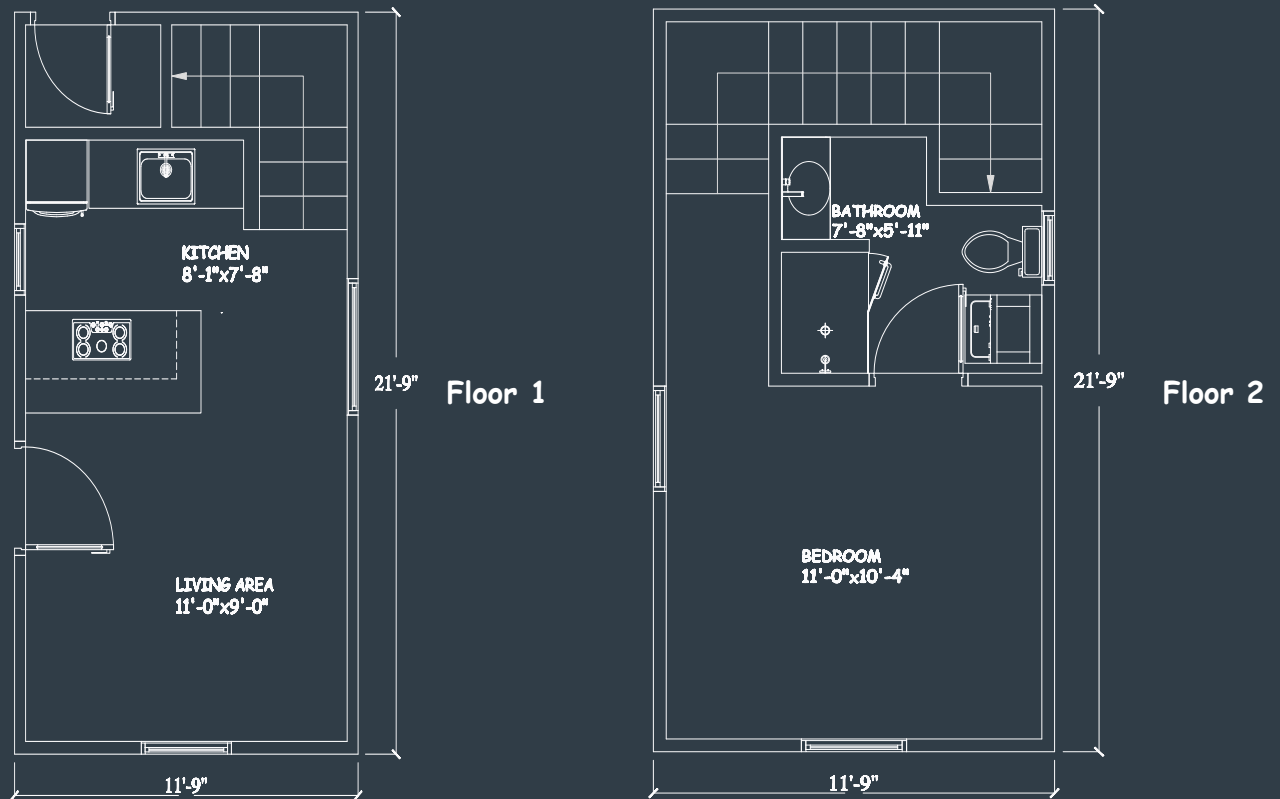 KITCHEN
8'-1"x7'-8"
21'-9"
Floor 1
LIVING AREA
11'-0"x9'-0"
11'-9"
BATHROOM
7'-8"x5'-11"
21'-9"
Floor 2
BEDROOM
11'-0"x10'-4"
11'-9"